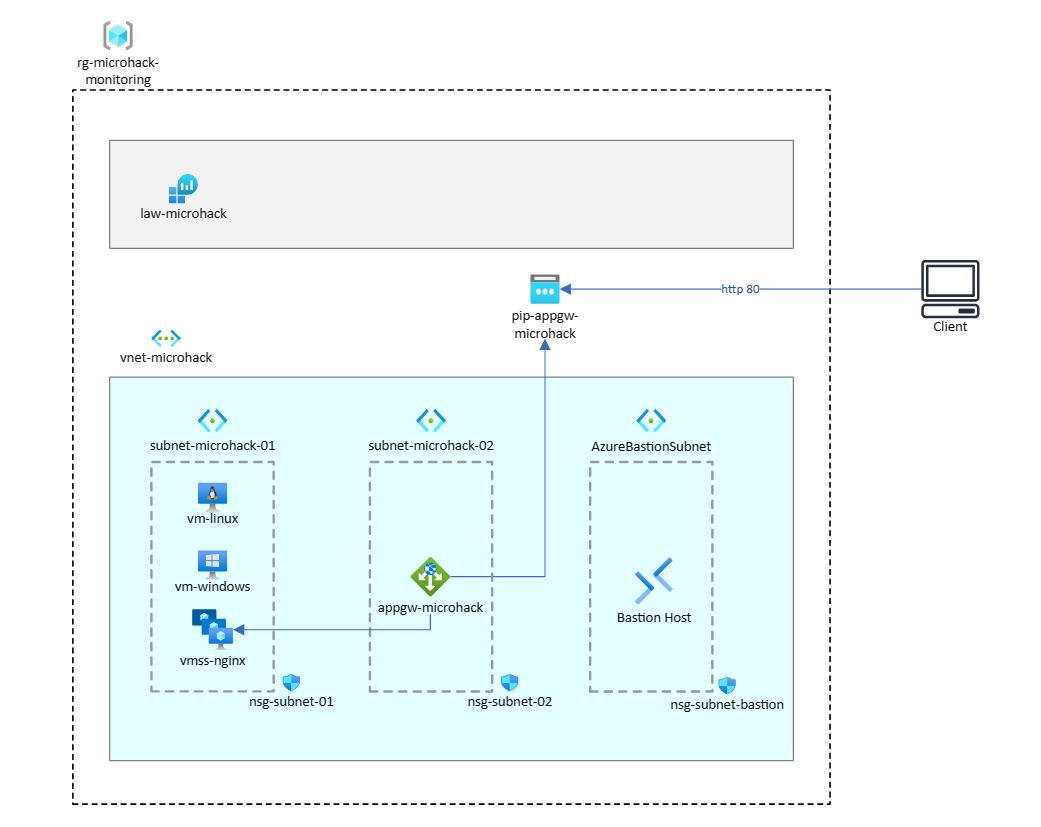 rg-microhack-
monitoring
law-microhack
http 80
pip-appgw-
microhack
Client
vnet-microhack
subnet-microhack-01
subnet-microhack-02
AzureBastionSubnet
vm-linux
vm-windows
appgw-microhack
Bastion Host
vmss-nginx
nsg-subnet-01
nsg-subnet-02
nsg-subnet-bastion